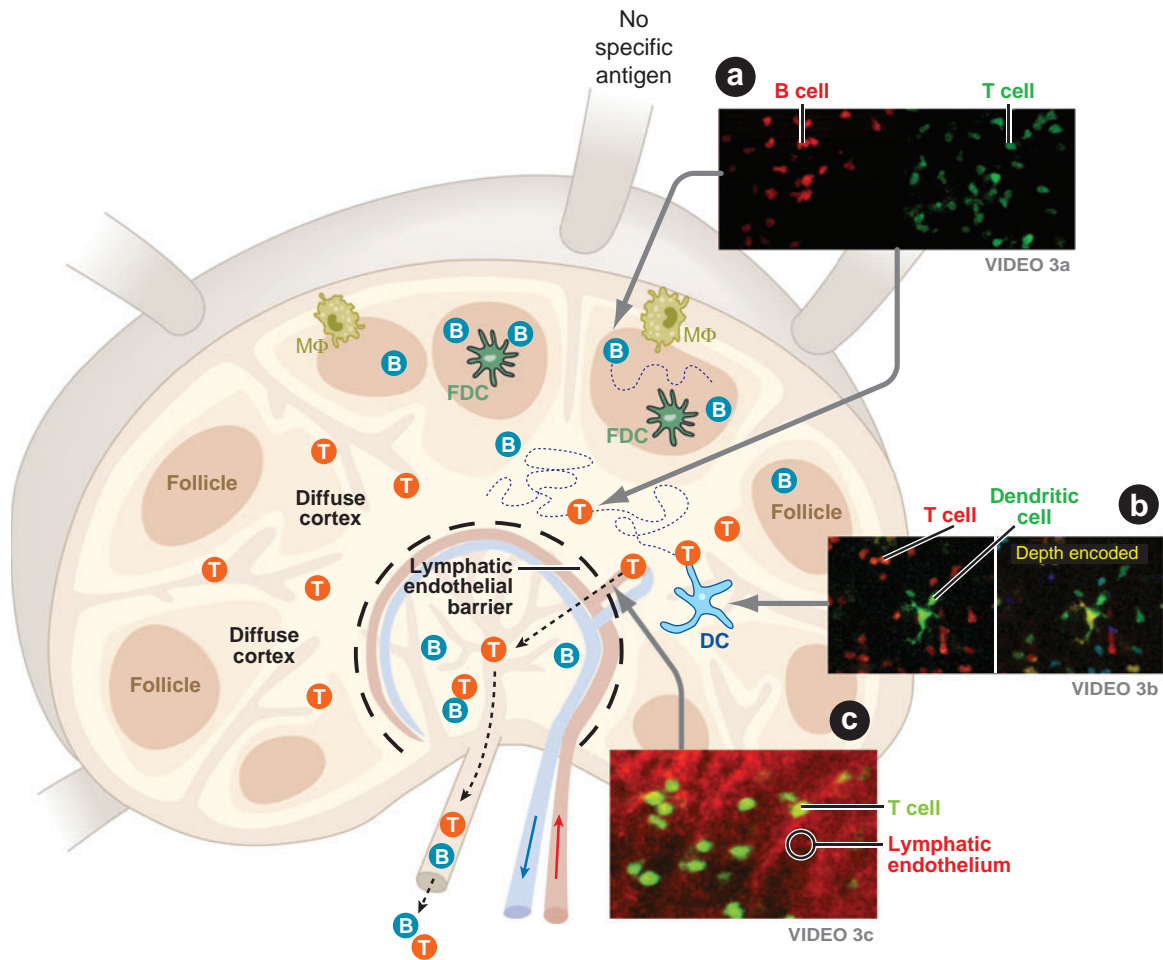 No
specific
antigen
a
B cell
T cell
VIDEO 3a
MΦ
B
B
B
FDC
B
MΦ
B
FDC
B
T
T
Follicle
Diffuse
cortex
T
B
Follicle
T
T
T
T
T
Lymphatic
endothelial
barrier
DC
T cell
Dendritic
cell
b
Depth encoded
VIDEO 3b
Diffuse
cortex
Follicle
T
B
T
B
T
B
c
T cell
Lymphatic
endothelium
VIDEO 3c
T
B
B
T